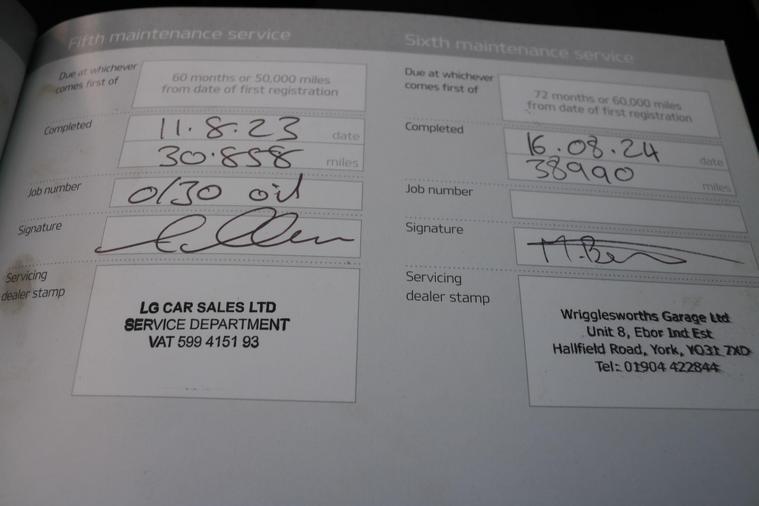 Fifth maintenance service
Due at whichever
comes first of
60 months or 50,000 miles
from date of first registration
Completed
11.8.23 date
30.858 miles
Job number
0/30 oil
Signature
Servicing
dealer stamp
LG CAR SALES LTD
SERVICE DEPARTMENT
VAT 599 4151 93
Sixth maintenance service
Due at whichever
comes first of
72 months or 60,000 miles
from date of first registration
Completed
16.08.24 date
38990 miles
Job number
Signature
Servicing
dealer stamp
Wrigglesworths Garage Ltd
Unit 8, Ebor Ind Est
Hallfield Road, York, YO31 7XD
Tel: 01904 422844